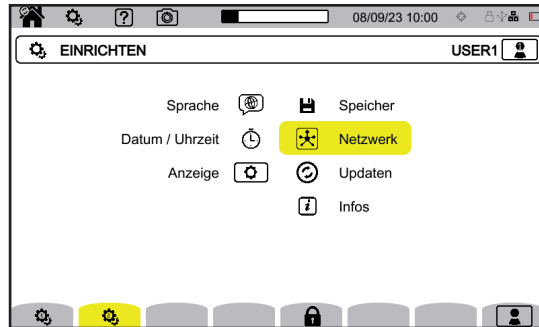 08/09/23 10:00
EINRICHTEN
USER1
Sprache
Speicher
Datum / Uhrzeit
Netzwerk
Anzeige
Updaten
Infos